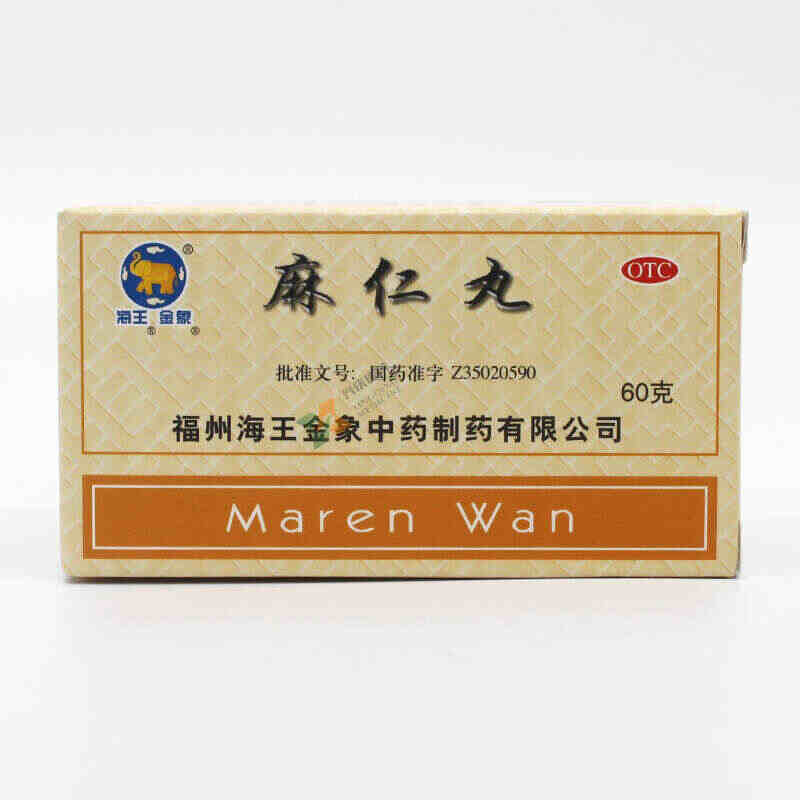 麻仁丸
OTC
海王 金象
批准文号: 国药准字 Z35020590
60克
福州海王金象中药制药有限公司
Maren Wan